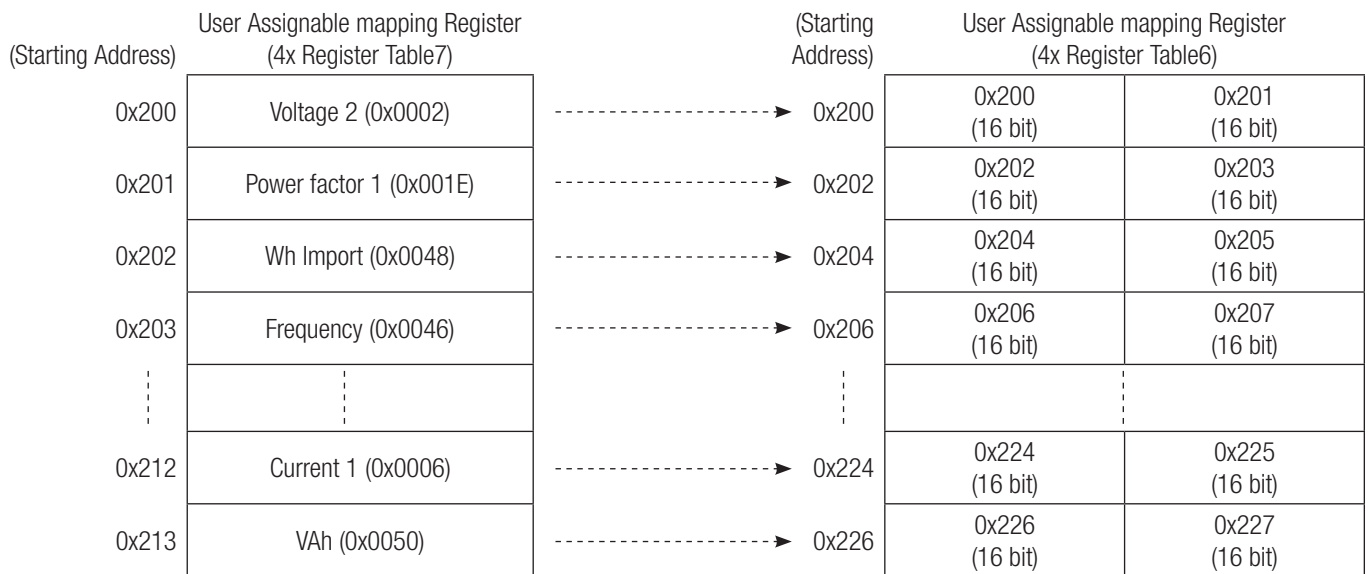 User Assignable mapping Register
(4x Register Table7)
(Starting Address)
(Starting
Address)
User Assignable mapping Register
(4x Register Table6)
0x200
Voltage 2 (0x0002)
0x200
0x200
(16 bit)
0x201
(16 bit)
0x201
Power factor 1 (0x001E)
0x202
0x202
(16 bit)
0x203
(16 bit)
0x202
Wh Import (0x0048)
0x204
0x204
(16 bit)
0x205
(16 bit)
0x203
Frequency (0x0046)
0x206
0x206
(16 bit)
0x207
(16 bit)
0x212
Current 1 (0x0006)
0x224
0x224
(16 bit)
0x225
(16 bit)
0x213
VAh (0x0050)
0x226
0x226
(16 bit)
0x227
(16 bit)